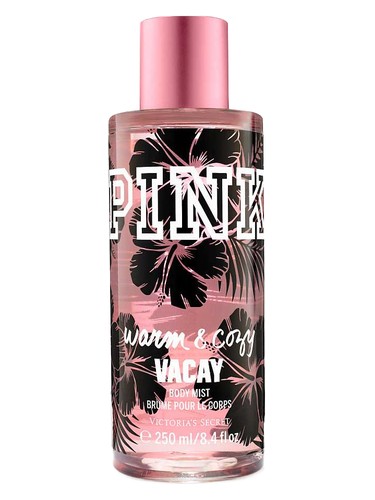 PINK
warm & cozy
VACAY
BODY MIST
BRUME POUR LE CORPS
VICTORIA'S SECRET
℮ 250 ml/8.4 fl oz